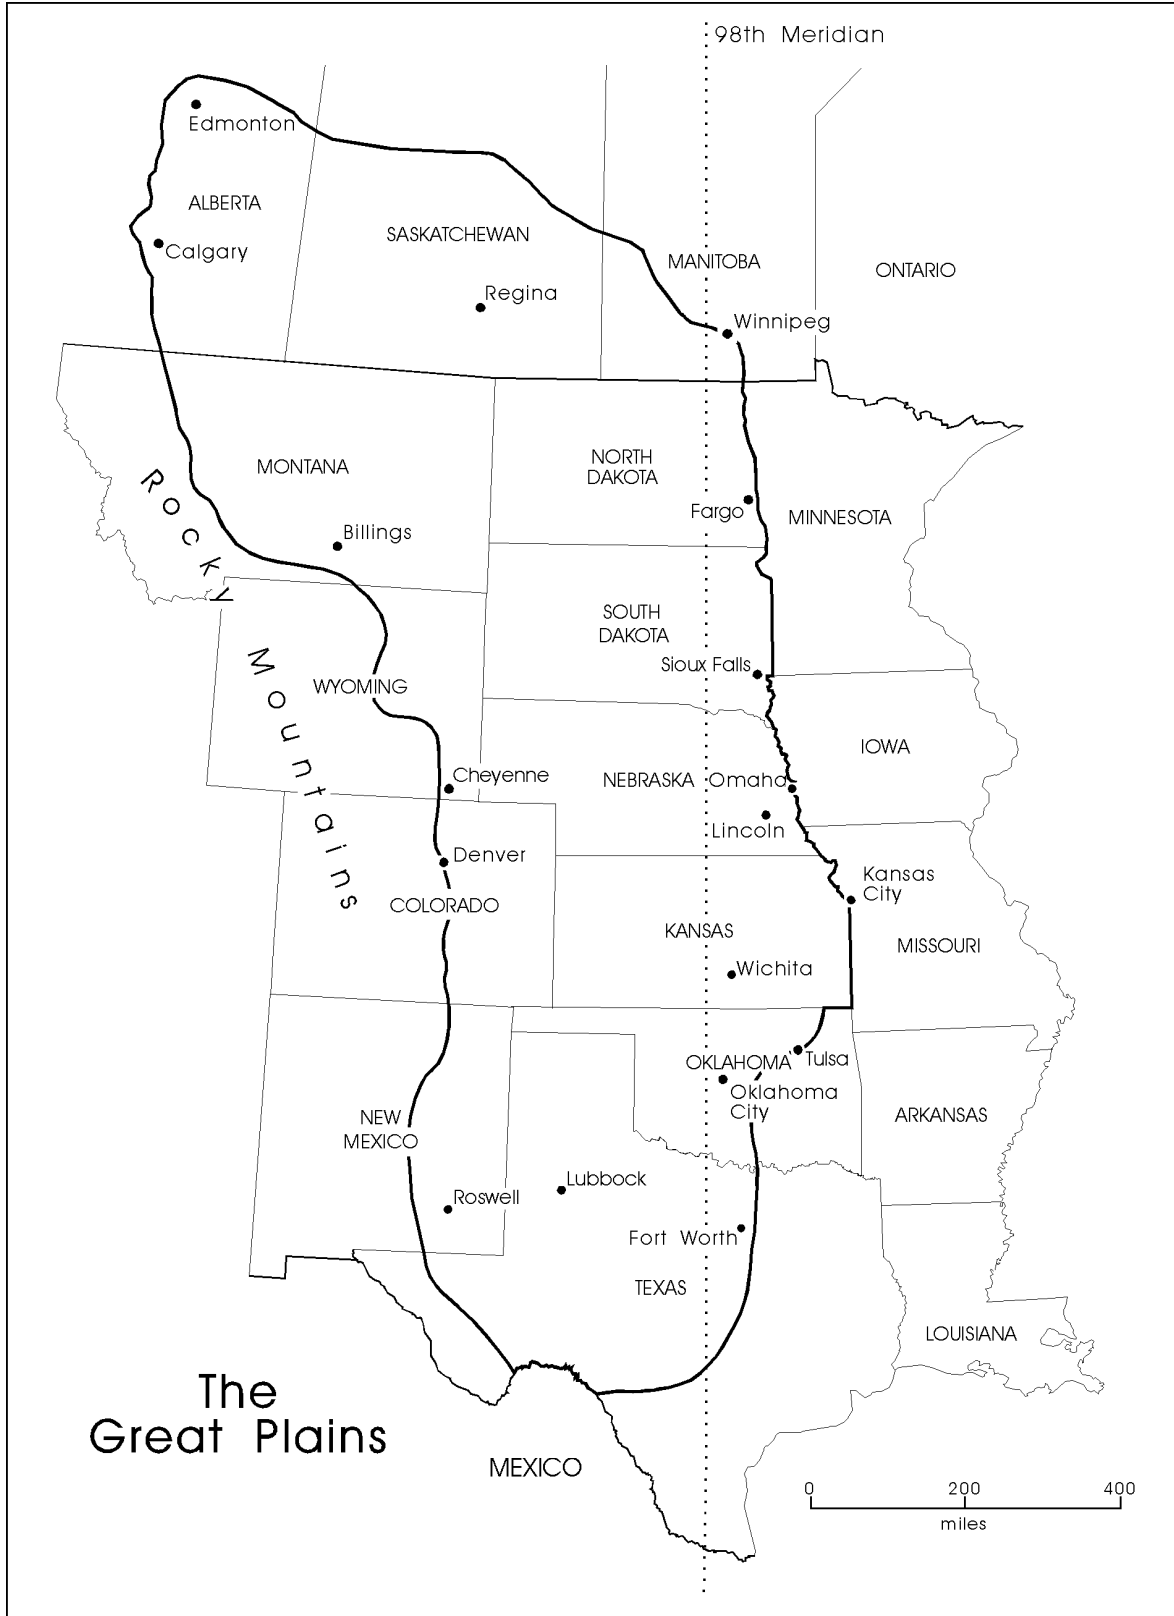 98th Meridian
Edmonton
ALBERTA
SASKATCHEWAN
Calgary
MANITOBA
ONTARIO
Regina
Winnipeg
MONTANA
NORTH
DAKOTA
Rocky
Fargo
MINNESOTA
Billings
SOUTH
DAKOTA
Sioux Falls
WYOMING
Mountains
IOWA
Cheyenne
NEBRASKA
Omaha
Lincoln
Denver
Kansas
City
COLORADO
KANSAS
MISSOURI
Wichita
OKLAHOMA
Tulsa
Oklahoma
City
NEW
MEXICO
ARKANSAS
Lubbock
Roswell
Fort Worth
TEXAS
LOUISIANA
The
Great Plains
MEXICO
0 200 400
miles